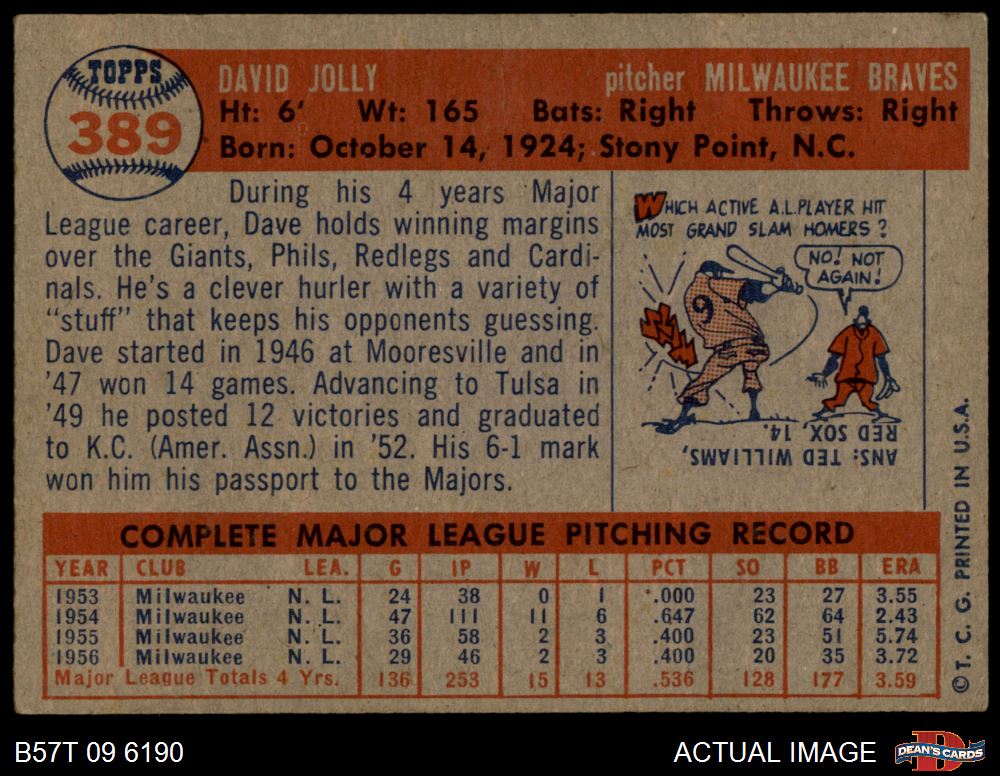 TOPPS
389
DAVID JOLLY pitcher MILWAUKEE BRAVES
Ht: 6' Wt: 165 Bats: Right Throws: Right
Born: October 14, 1924; Stony Point, N.C.
During his 4 years Major
League career, Dave holds winning margins
over the Giants, Phils, Redlegs and Cardi-
nals. He's a clever hurler with a variety of
"stuff" that keeps his opponents guessing.
Dave started in 1946 at Mooresville and in
'47 won 14 games. Advancing to Tulsa in
'49 he posted 12 victories and graduated
to K.C. (Amer. Assn.) in '52. His 6-1 mark
won him his passport to the Majors.
WHICH ACTIVE A.L. PLAYER HIT
MOST GRAND SLAM HOMERS?
NO! NOT
AGAIN!
9
ANS: TED WILLIAMS,
RED SOX 14.
COMPLETE MAJOR LEAGUE PITCHING RECORD
YEAR CLUB LEA. G IP W L PCT SO BB ERA
1953 Milwaukee N. L. 24 38 0 1 .000 23 27 3.55
1954 Milwaukee N. L. 47 111 11 6 .647 62 64 2.43
1955 Milwaukee N. L. 36 58 2 3 .400 23 51 5.74
1956 Milwaukee N. L. 29 46 2 3 .400 20 35 3.72
Major League Totals 4 Yrs. 136 253 15 13 .536 128 177 3.59
© T. C. G. PRINTED IN U.S.A.
B57T 09 6190 ACTUAL IMAGE
DEAN'S CARDS